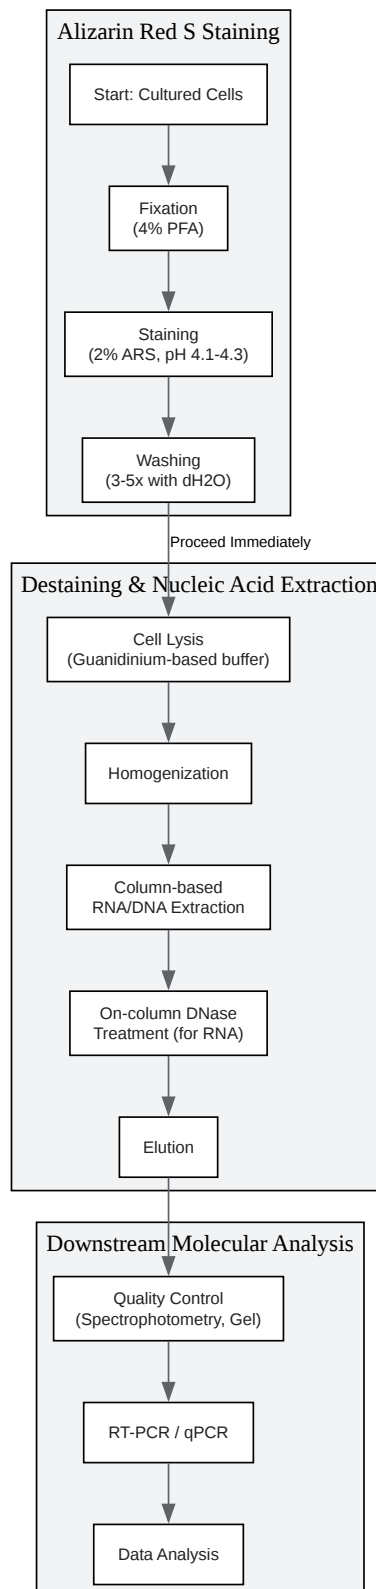 Alizarin Red S Staining
Start: Cultured Cells
Fixation
(4% PFA)
Staining
(2% ARS, pH 4.1-4.3)
Washing
(3-5x with dH2O)
Proceed Immediately
Destaining & Nucleic Acid Extraction
Cell Lysis
(Guanidinium-based buffer)
Homogenization
Column-based
RNA/DNA Extraction
On-column DNase
Treatment (for RNA)
Elution
Downstream Molecular Analysis
Quality Control
(Spectrophotometry, Gel)
RT-PCR / qPCR
Data Analysis